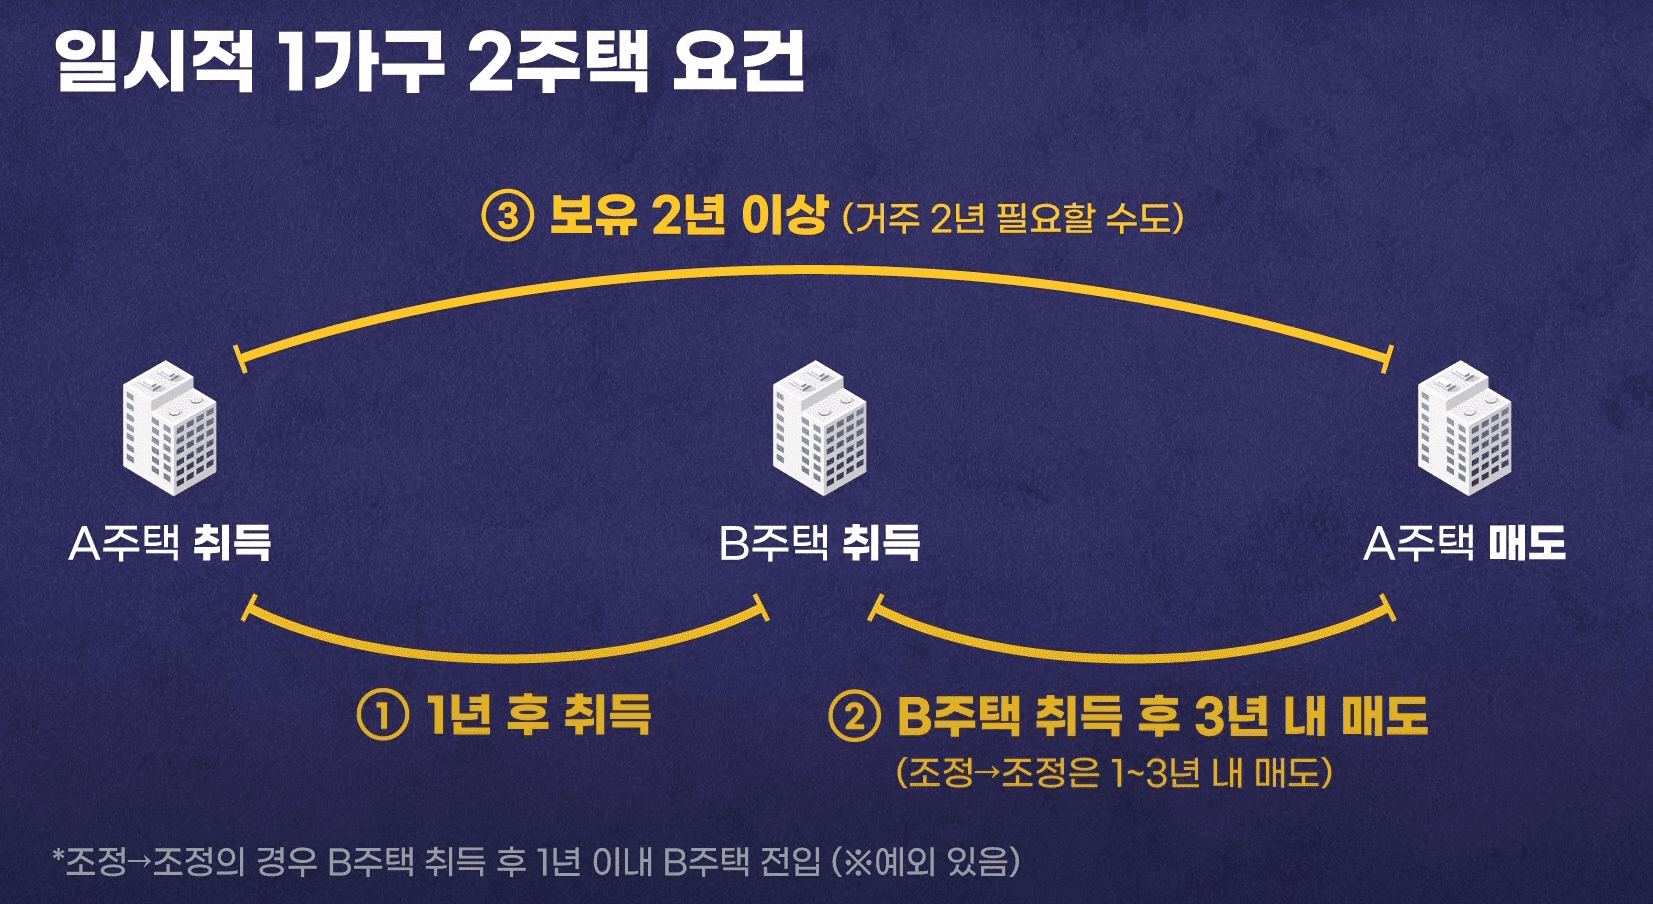 일시적 1가구 2주택 요건
③ 보유 2년 이상 (거주 2년 필요할 수도)
A주택 취득
B주택 취득
A주택 매도
① 1년 후 취득
② B주택 취득 후 3년 내 매도
(조정→조정은 1~3년 내 매도)
*조정→조정의 경우 B주택 취득 후 1년 이내 B주택 전입 (※예외 있음)